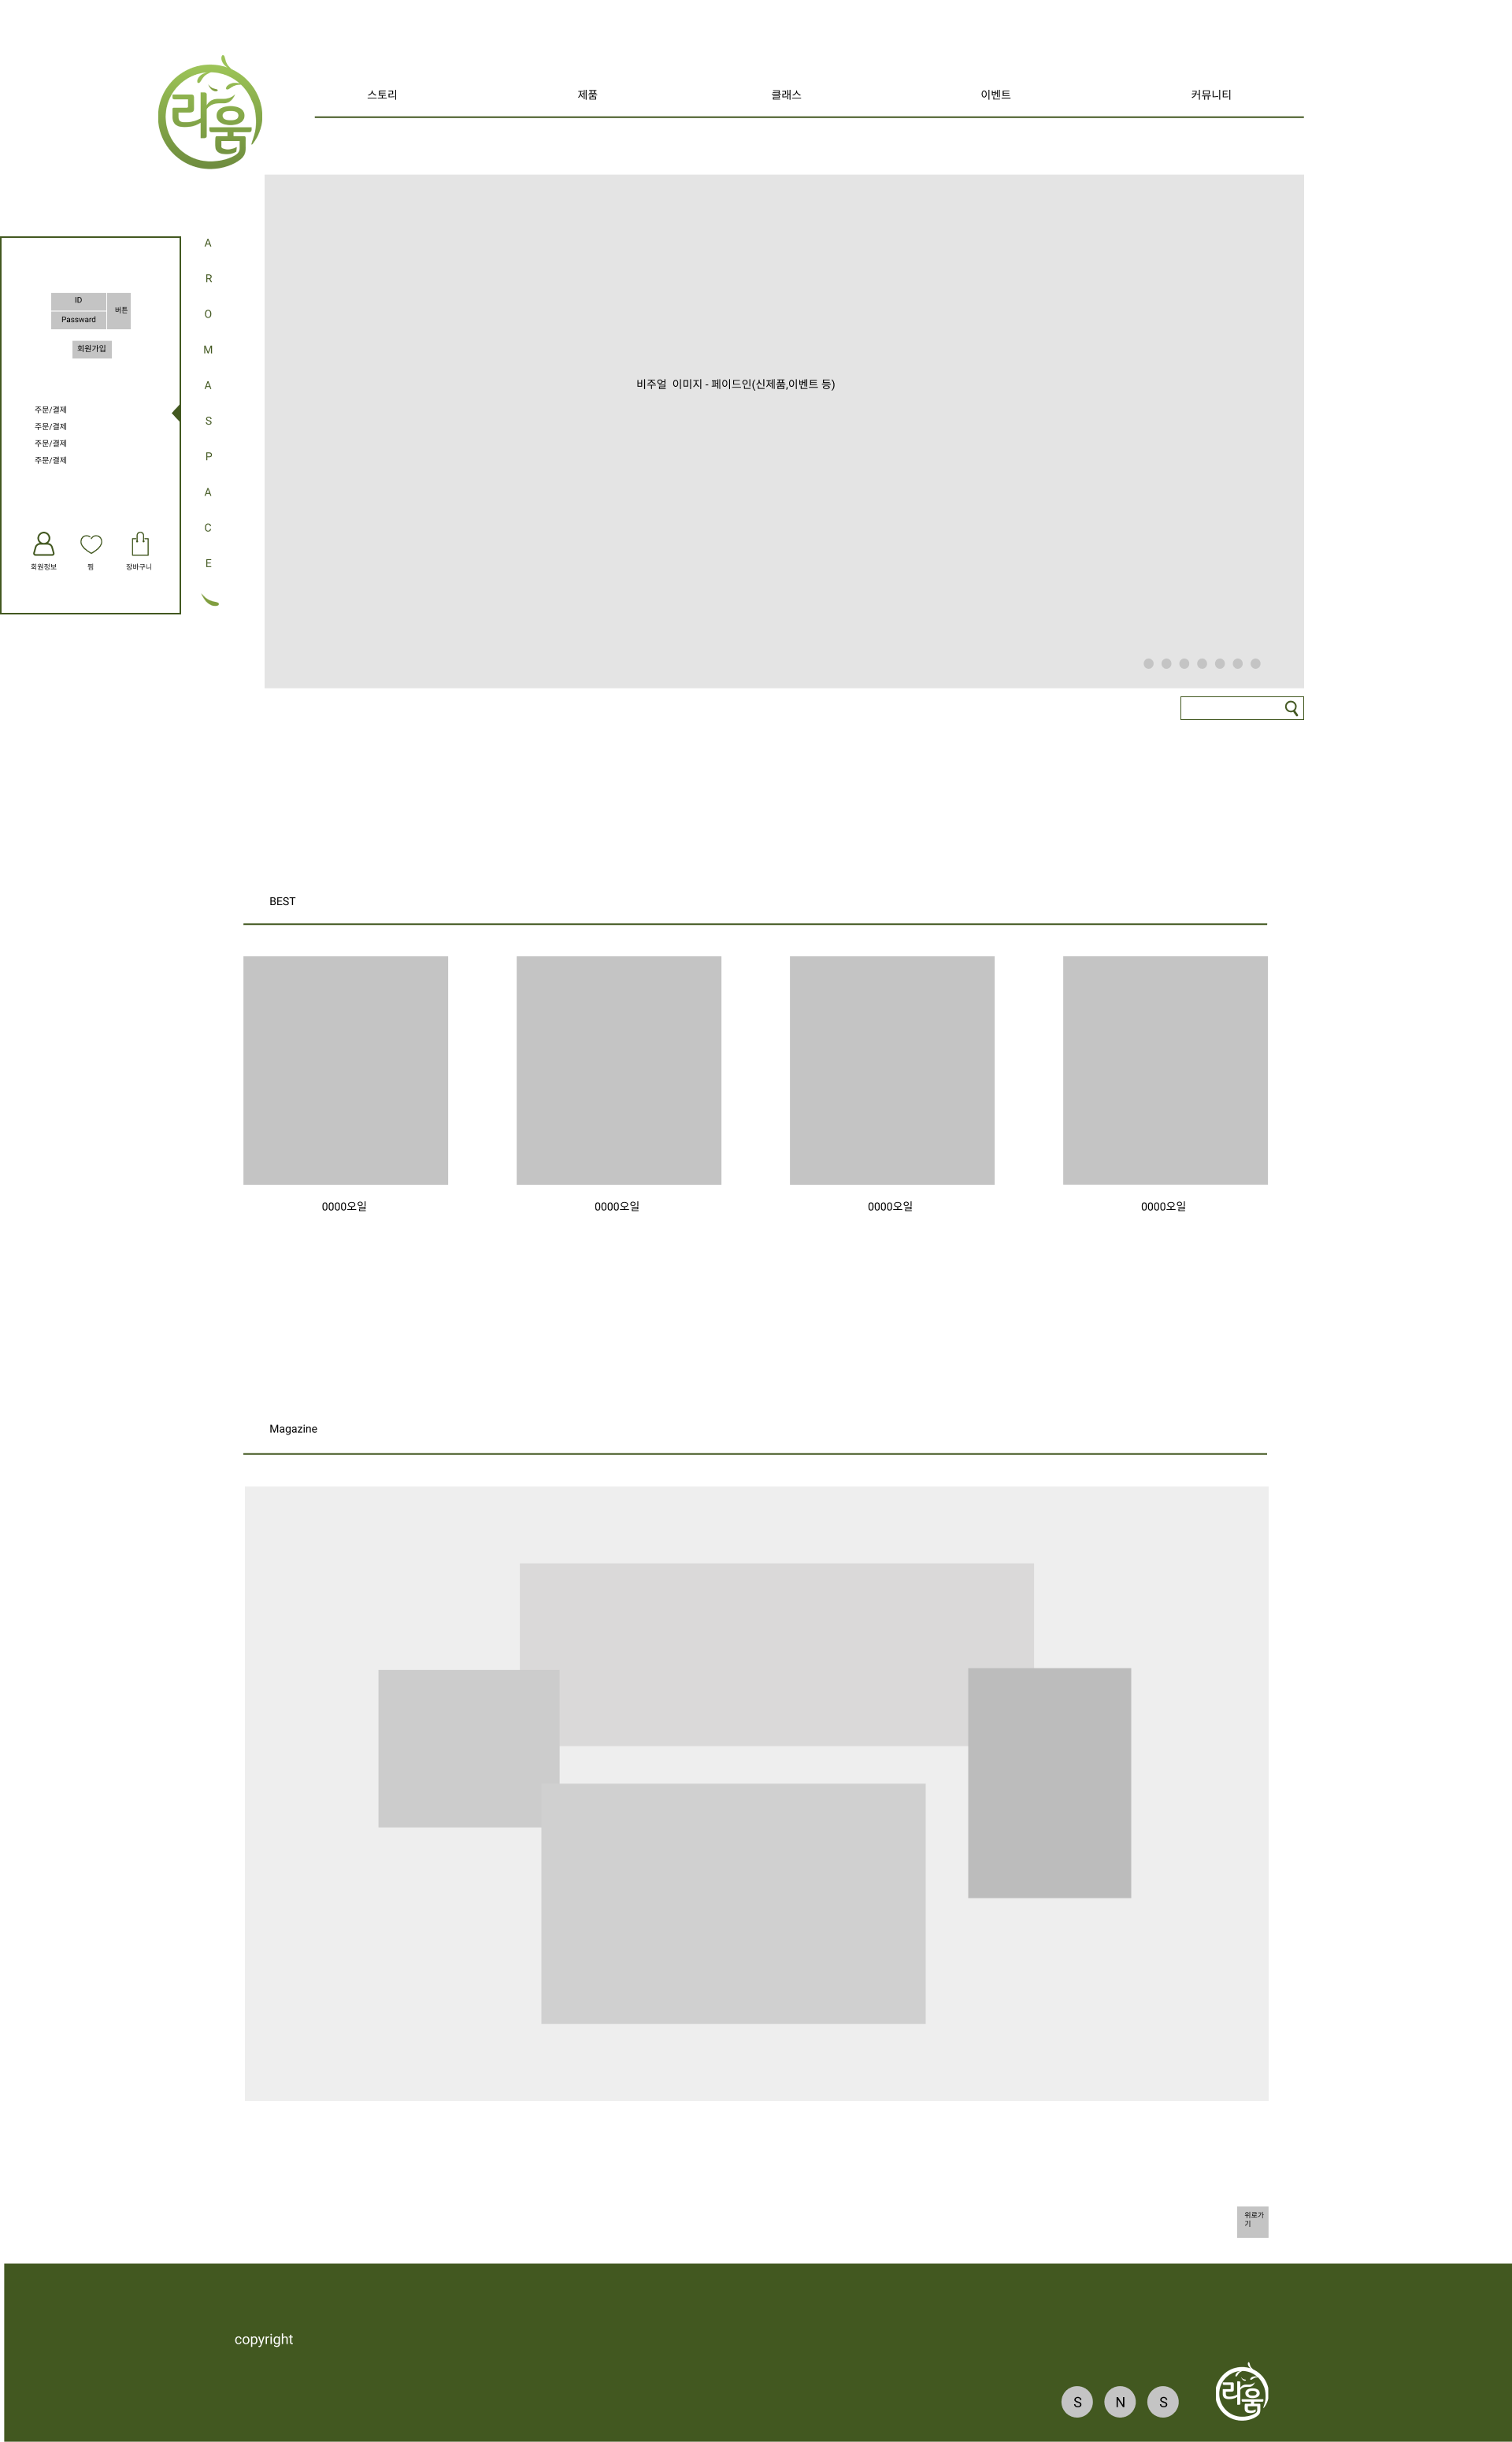 라움
스토리
제품
클래스
이벤트
커뮤니티
ID
Passward
버튼
회원가입
주문/결제
주문/결제
주문/결제
주문/결제
회원정보
찜
장바구니
A
R
O
M
A
S
P
A
C
E
비주얼 이미지 - 페이드인(신제품,이벤트 등)
BEST
0000오일
0000오일
0000오일
0000오일
Magazine
위로가
기
copyright
S
N
S
라움